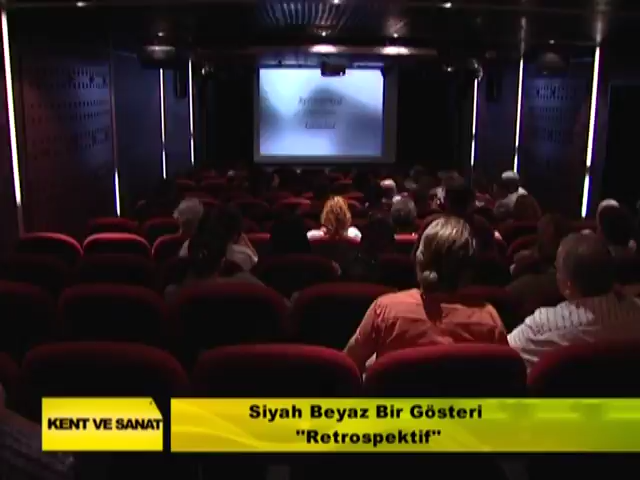 Siyah Beyaz Bir Gösteri
KENT VE SANAT
"Retrospektif"